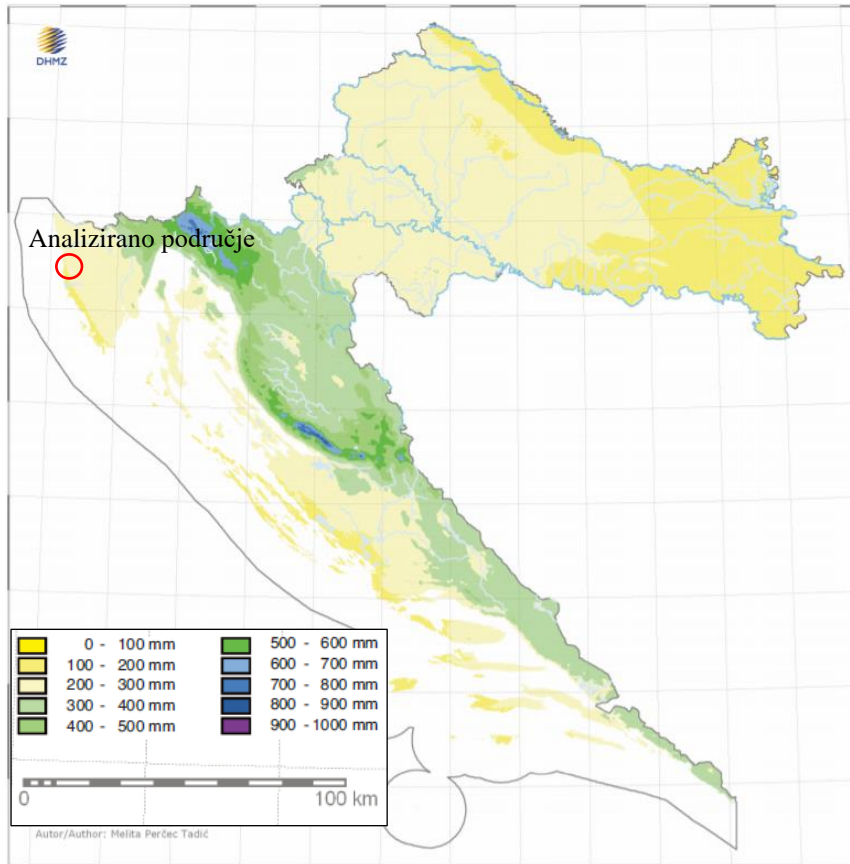 DHMZ
Analizirano područje
0 - 100 mm
100 - 200 mm
200 - 300 mm
300 - 400 mm
400 - 500 mm
500 - 600 mm
600 - 700 mm
700 - 800 mm
800 - 900 mm
900 - 1000 mm
0
100 km
Autor/Author: Melita Perčec Tadić